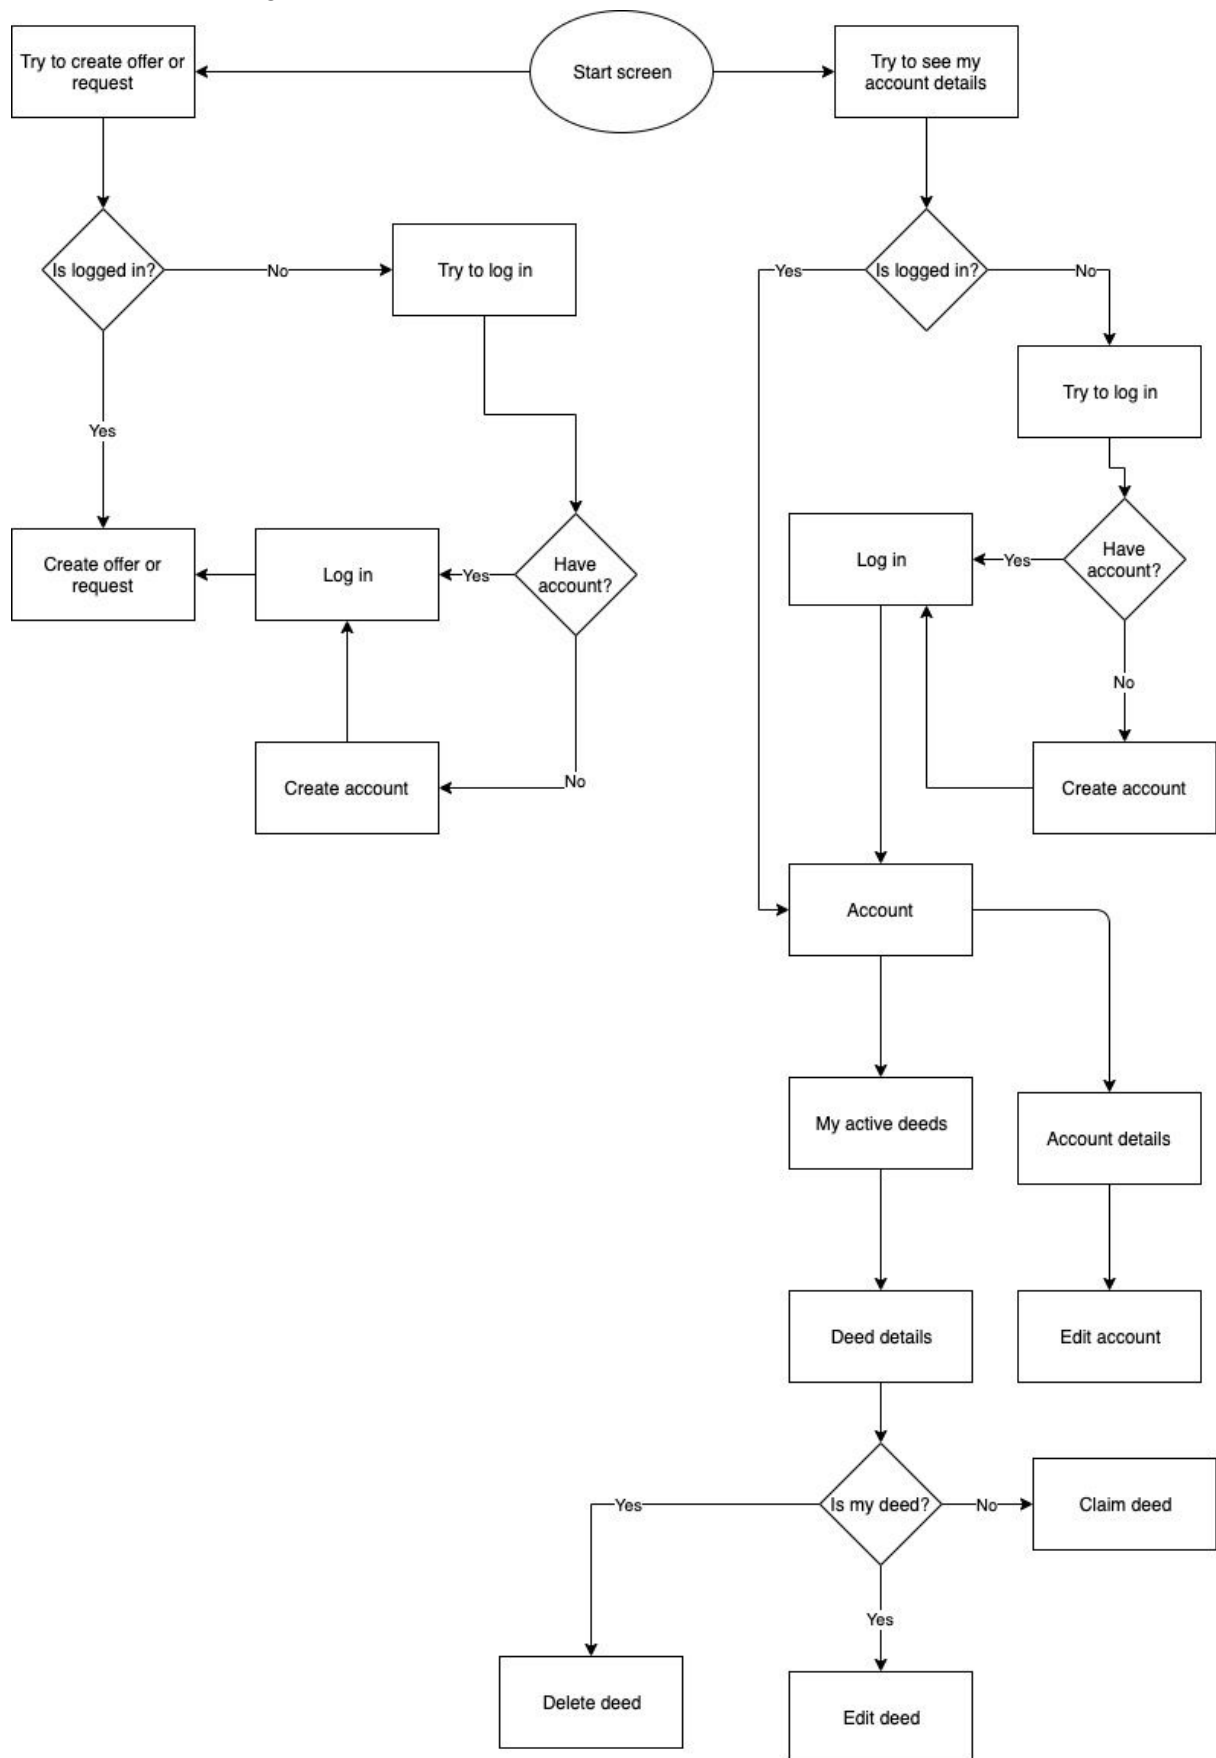 Try to create offer or
request
Start screen
Try to see my
account details
Is logged in?
No
Try to log in
Yes
Is logged in?
No
Try to log in
Yes
Create offer or
request
Log in
Yes
Have
account?
Log in
Yes
Have
account?
No
Create account
No
Create account
Account
My active deeds
Account details
Deed details
Edit account
Yes
Is my deed?
No
Claim deed
Yes
Delete deed
Edit deed